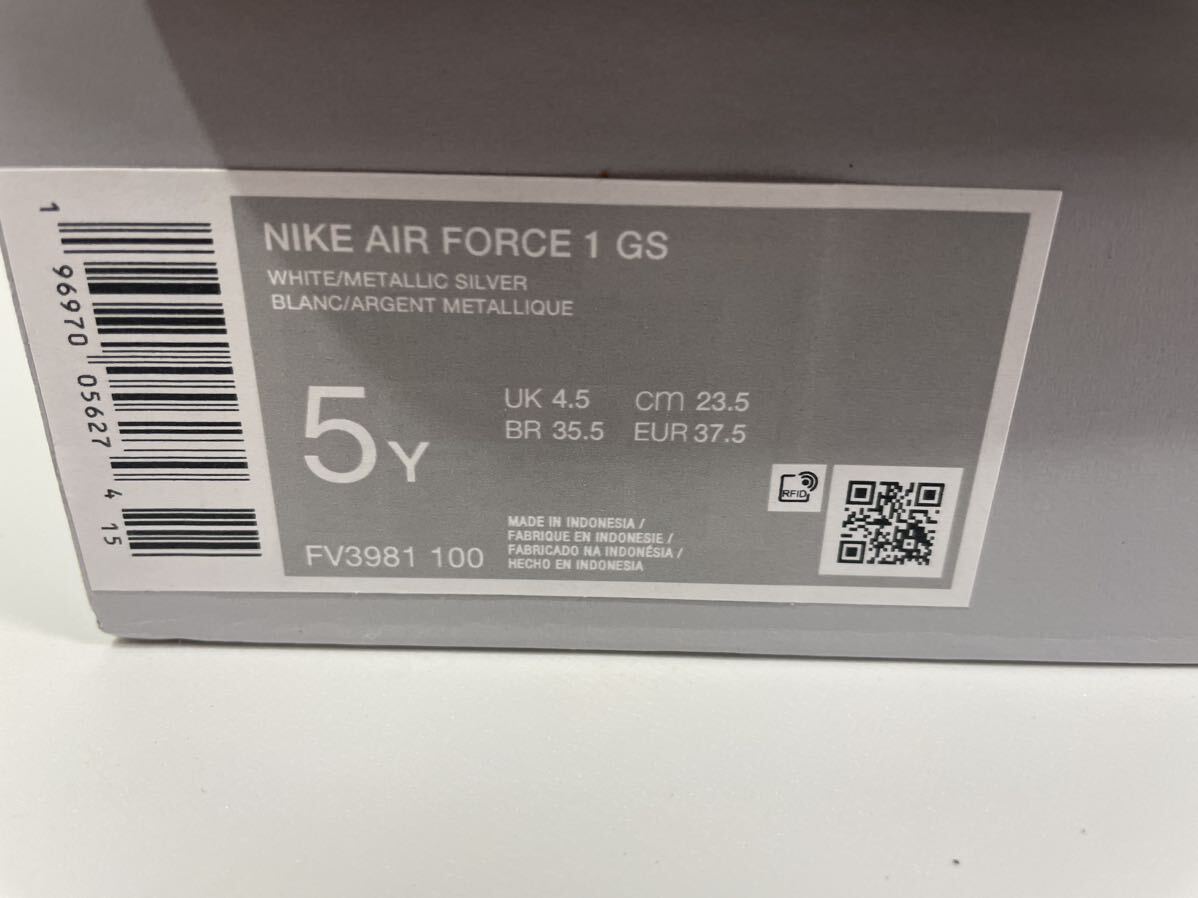 NIKE AIR FORCE 1 GS
WHITE/METALLIC SILVER
BLANC/ARGENT METALLIQUE
5Y
UK 4.5 cm 23.5
BR 35.5 EUR 37.5
RFID
FV3981 100
MADE IN INDONESIA /
FABRIQUE EN INDONESIE /
FABRICADO NA INDONÉSIA /
HECHO EN INDONESIA
1 96970 05627 4 15